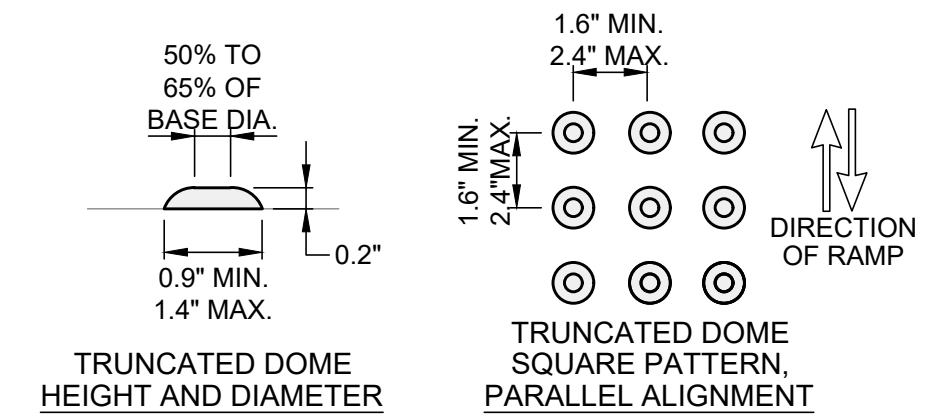 50% TO
65% OF
BASE DIA.
0.2"
0.9" MIN.
1.4" MAX.
TRUNCATED DOME
HEIGHT AND DIAMETER
1.6" MIN.
2.4" MAX.
1.6" MIN.
2.4"MAX.
DIRECTION
OF RAMP
TRUNCATED DOME
SQUARE PATTERN,
PARALLEL ALIGNMENT